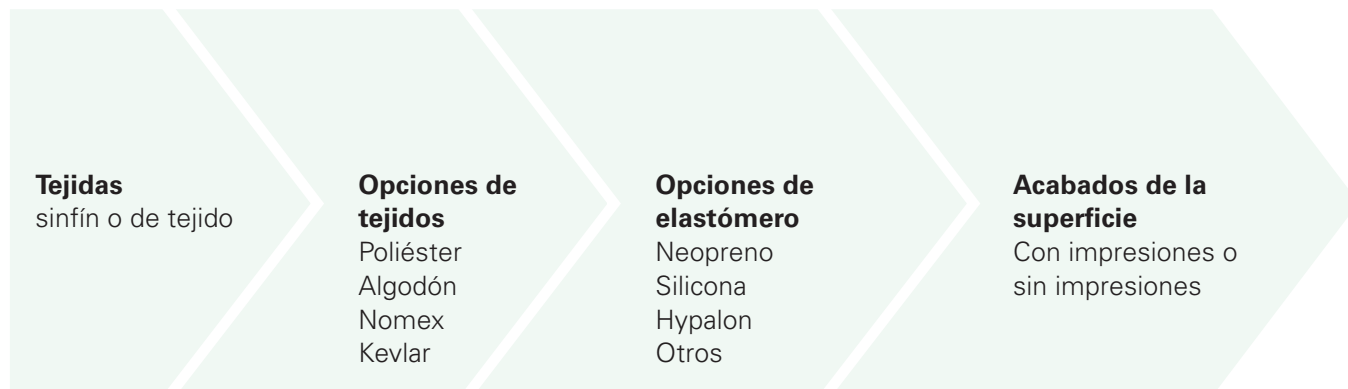 Tejidas
sinfín o de tejido
Opciones de
tejidos
Poliéster
Algodón
Nomex
Kevlar
Opciones de
elastómero
Neopreno
Silicona
Hypalon
Otros
Acabados de la
superficie
Con impresiones o
sin impresiones